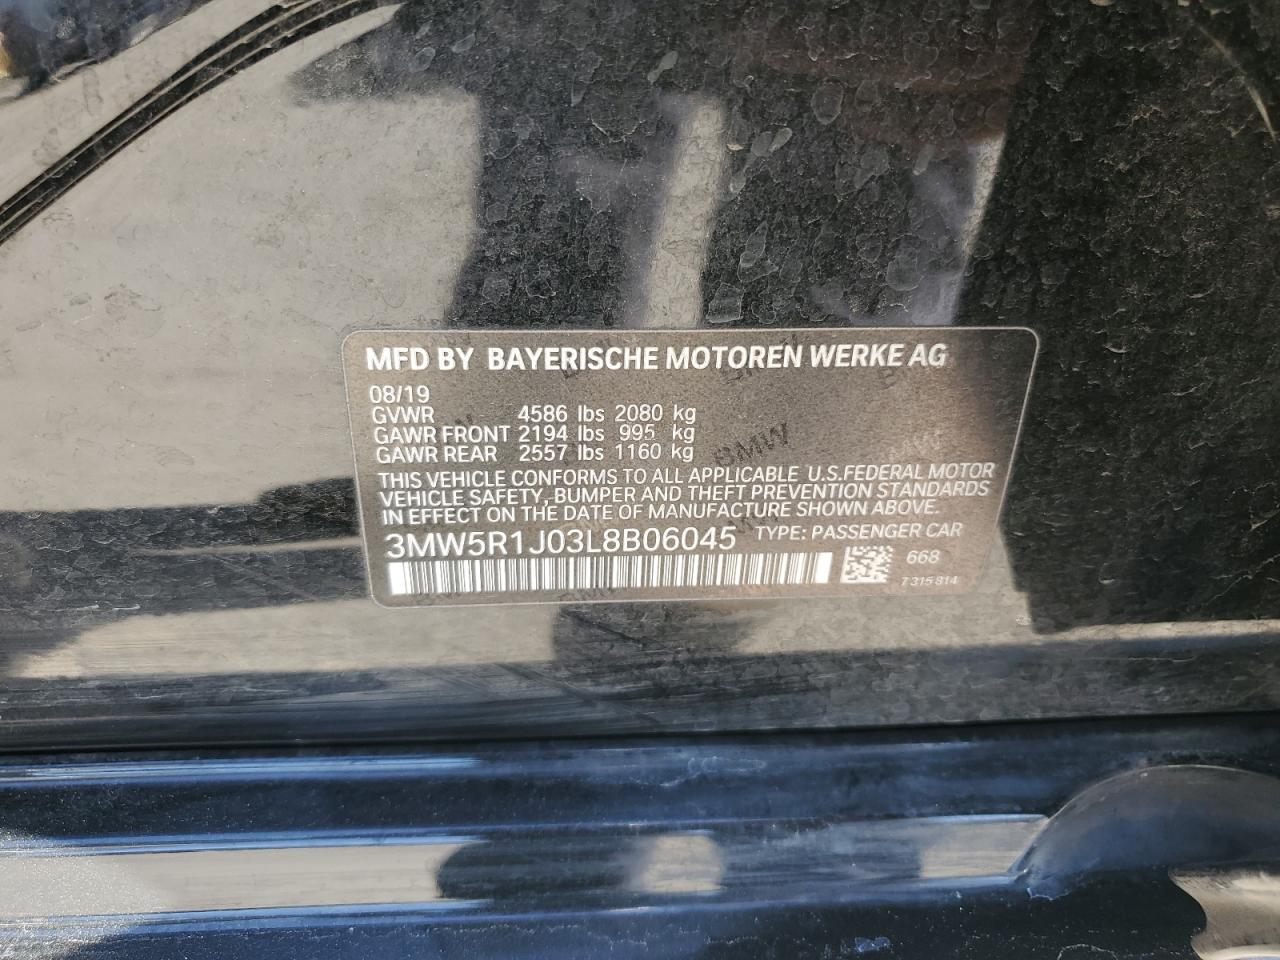 MFD BY BAYERISCHE MOTOREN WERKE AG
08/19
GVWR 4586 lbs 2080 kg
GAWR FRONT 2194 lbs 995 kg
GAWR REAR 2557 lbs 1160 kg
THIS VEHICLE CONFORMS TO ALL APPLICABLE U.S.FEDERAL MOTOR
VEHICLE SAFETY, BUMPER AND THEFT PREVENTION STANDARDS
IN EFFECT ON THE DATE OF MANUFACTURE SHOWN ABOVE.
3MW5R1J03L8B06045 TYPE: PASSENGER CAR
668
7 315 814
BMW